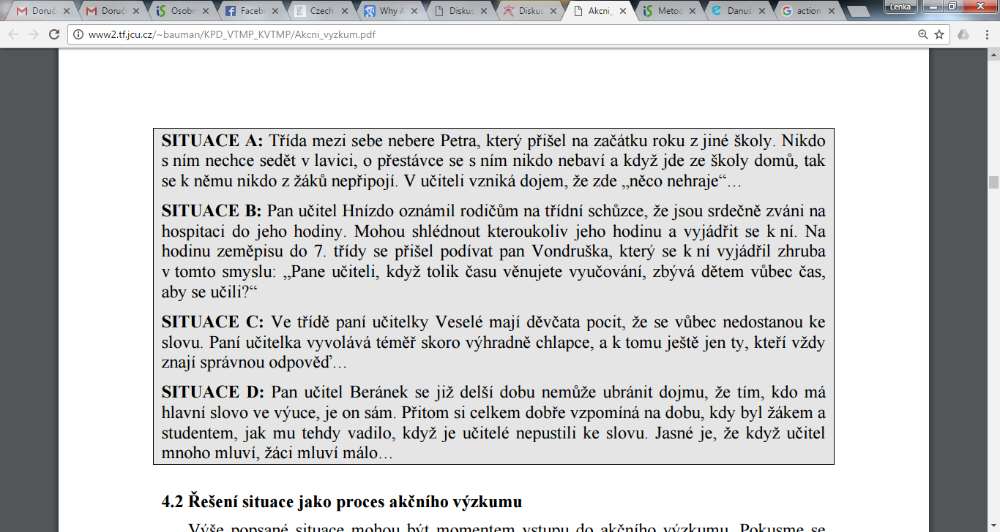 Doruč
Doruč
Osobn
Faceb
Czech
Why A
Diskus
Diskus
Akcni_
Metod
Danuš
action
Lenka
www2.tf.jcu.cz/~bauman/KPD_VTMP_KVTMP/Akcni_vyzkum.pdf
SITUACE A: Třída mezi sebe nebere Petra, který přišel na začátku roku z jiné školy. Nikdo
s ním nechce sedět v lavici, o přestávce se s ním nikdo nebaví a když jde ze školy domů, tak
se k němu nikdo z žáků nepřipojí. V učiteli vzniká dojem, že zde „něco nehraje“…
SITUACE B: Pan učitel Hnízdo oznámil rodičům na třídní schůzce, že jsou srdečně zváni na
hospitaci do jeho hodiny. Mohou shlédnout kteroukoliv jeho hodinu a vyjádřit se k ní. Na
hodinu zeměpisu do 7. třídy se přišel podívat pan Vondruška, který se k ní vyjádřil zhruba
v tomto smyslu: „Pane učiteli, když tolik času věnujete vyučování, zbývá dětem vůbec čas,
aby se učili?“
SITUACE C: Ve třídě paní učitelky Veselé mají děvčata pocit, že se vůbec nedostanou ke
slovu. Paní učitelka vyvolává téměř skoro výhradně chlapce, a k tomu ještě jen ty, kteří vždy
znají správnou odpověď…
SITUACE D: Pan učitel Beránek se již delší dobu nemůže ubránit dojmu, že tím, kdo má
hlavní slovo ve výuce, je on sám. Přitom si celkem dobře vzpomíná na dobu, kdy byl žákem a
studentem, jak mu tehdy vadilo, když je učitelé nepustili ke slovu. Jasné je, že když učitel
mnoho mluví, žáci mluví málo…
4.2 Řešení situace jako proces akčního výzkumu
Výše popsané situace mohou být momentem vstupu do akčního výzkumu. Pokusme se